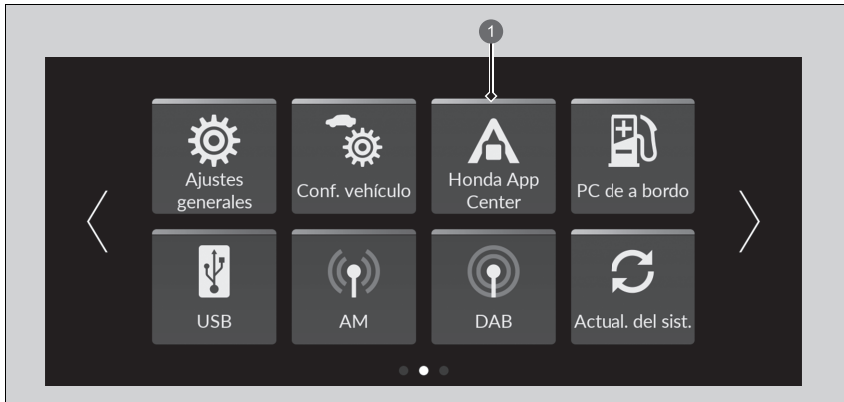 1
Ajustes
generales
Conf. vehículo
Honda App
Center
PC de a bordo
USB
AM
DAB
Actual. del sist.